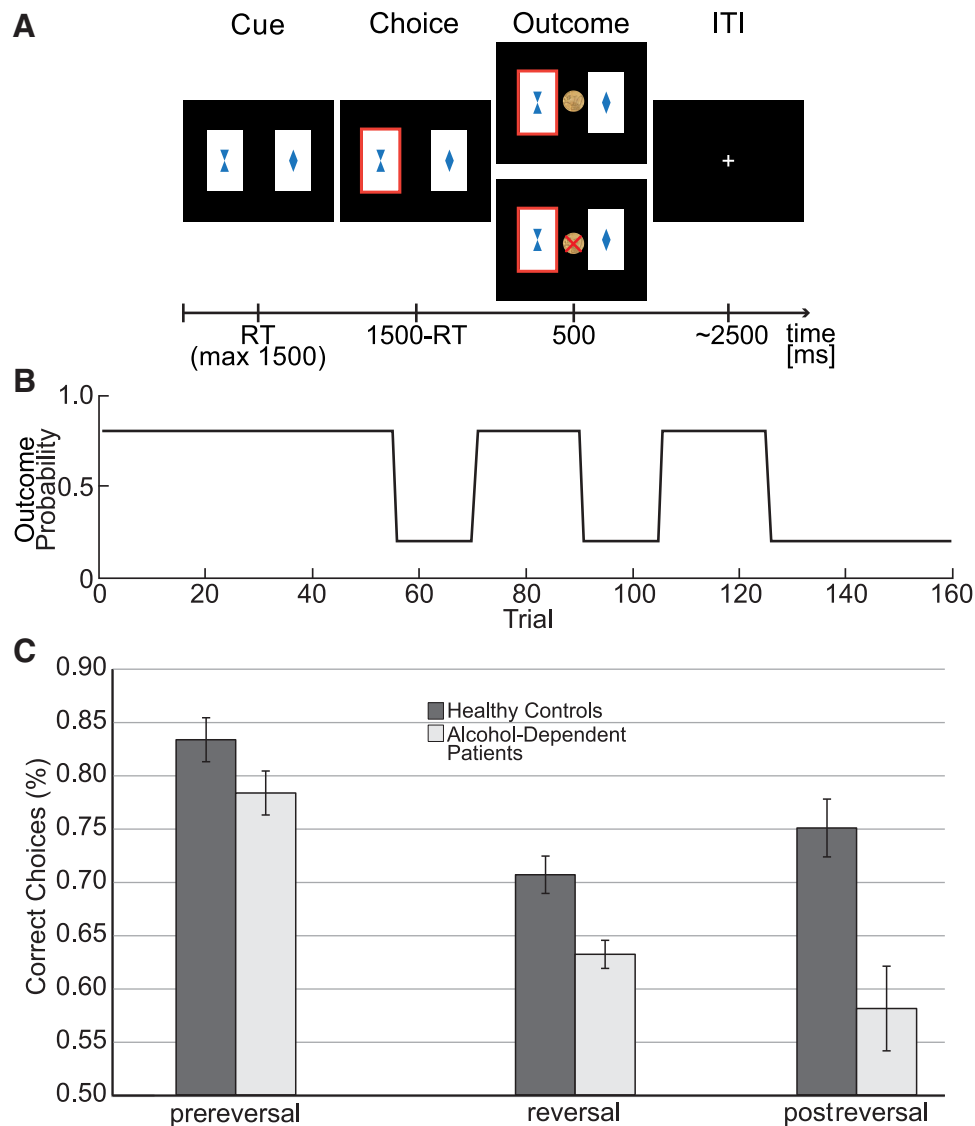 A
Cue Choice Outcome ITI
+
RT
(max 1500)
1500-RT
500
~2500
time
[ms]
B
Outcome
Probability
1.0
0.5
0
0 20 40 60 80 100 120 140 160
Trial
C
Correct Choices (%)
0.90
0.85
0.80
0.75
0.70
0.65
0.60
0.55
0.50
Healthy Controls
Alcohol-Dependent
Patients
prereversal reversal postreversal